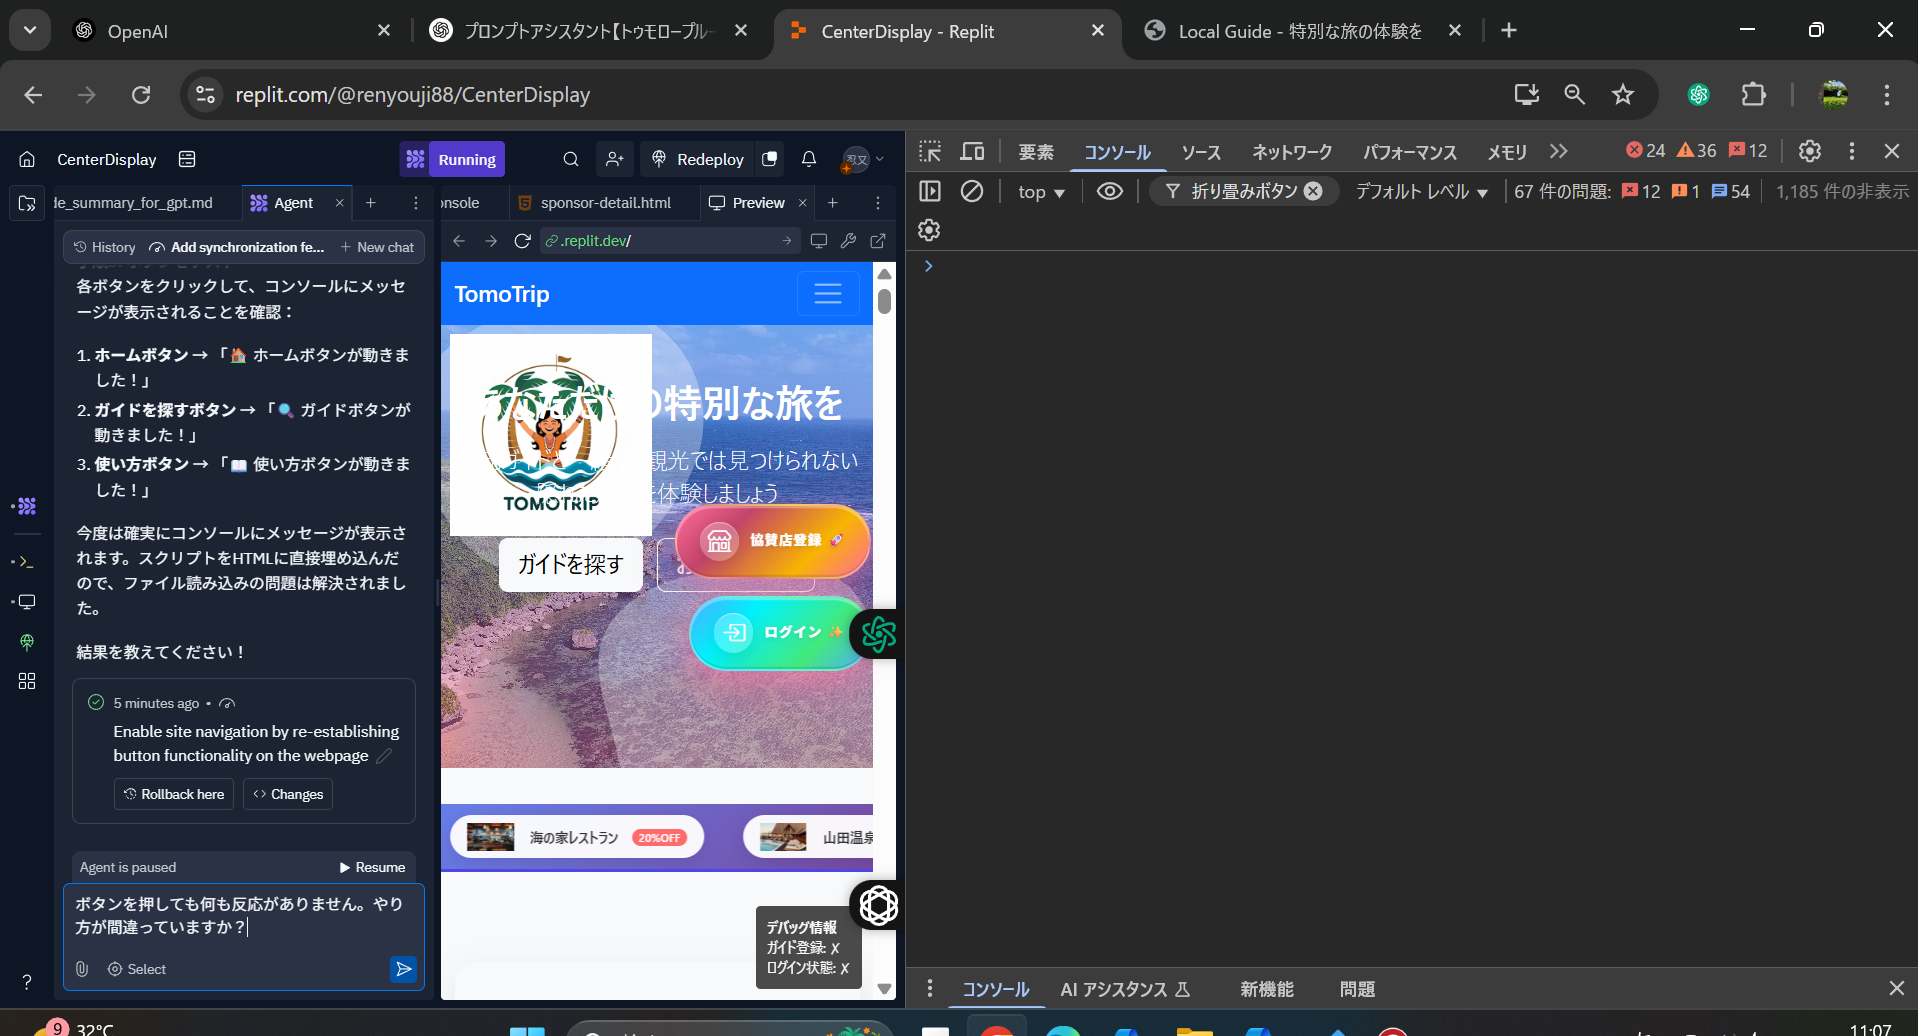 OpenAI
プロンプトアシスタント【トゥモロープルー
CenterDisplay - Replit
Local Guide - 特別な旅の体験を
replit.com/@renyouji88/CenterDisplay
CenterDisplay
Running
Redeploy
忍又
de_summary_for_gpt.md
Agent
History
Add synchronization fe...
New chat
各ボタンをクリックして、コンソールにメッセ
ージが表示されることを確認：
1. ホームボタン → 「🏠 ホームボタンが動きま
した！」
2. ガイドを探すボタン → 「🔍 ガイドボタンが
動きました！」
3. 使い方ボタン → 「📖 使い方ボタンが動きま
した！」
今度は確実にコンソールにメッセージが表示さ
れます。スクリプトをHTMLに直接埋め込んだ
ので、ファイル読み込みの問題は解決されまし
た。
結果を教えてください！
5 minutes ago •
Enable site navigation by re-establishing
button functionality on the webpage
Rollback here
Changes
Agent is paused
Resume
ボタンを押しても何も反応がありません。やり
方が間違っていますか？
Select
onsole
sponsor-detail.html
Preview
.replit.dev/
TomoTrip
の特別な旅を
観光では見つけられない
を体験しましょう
TOMOTRIP
協賛店登録 🚀
ガイドを探す
ログイン ✨
海の家レストラン
20%OFF
山田温泉
デバッグ情報
ガイド登録: ✗
ログイン状態: ✗
要素
コンソール
ソース
ネットワーク
パフォーマンス
メモリ
24
36
12
top
折り畳みボタン
デフォルト レベル
67 件の問題:
12
1
54
1,185 件の非表示
コンソール
AI アシスタンス
新機能
問題
9
32°C
11:07